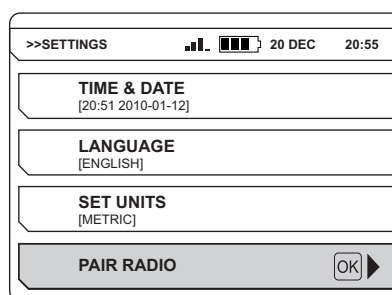 >>SETTINGS 20 DEC 20:55
TIME & DATE
[20:51 2010-01-12]
LANGUAGE
[ENGLISH]
SET UNITS
[METRIC]
PAIR RADIO OK